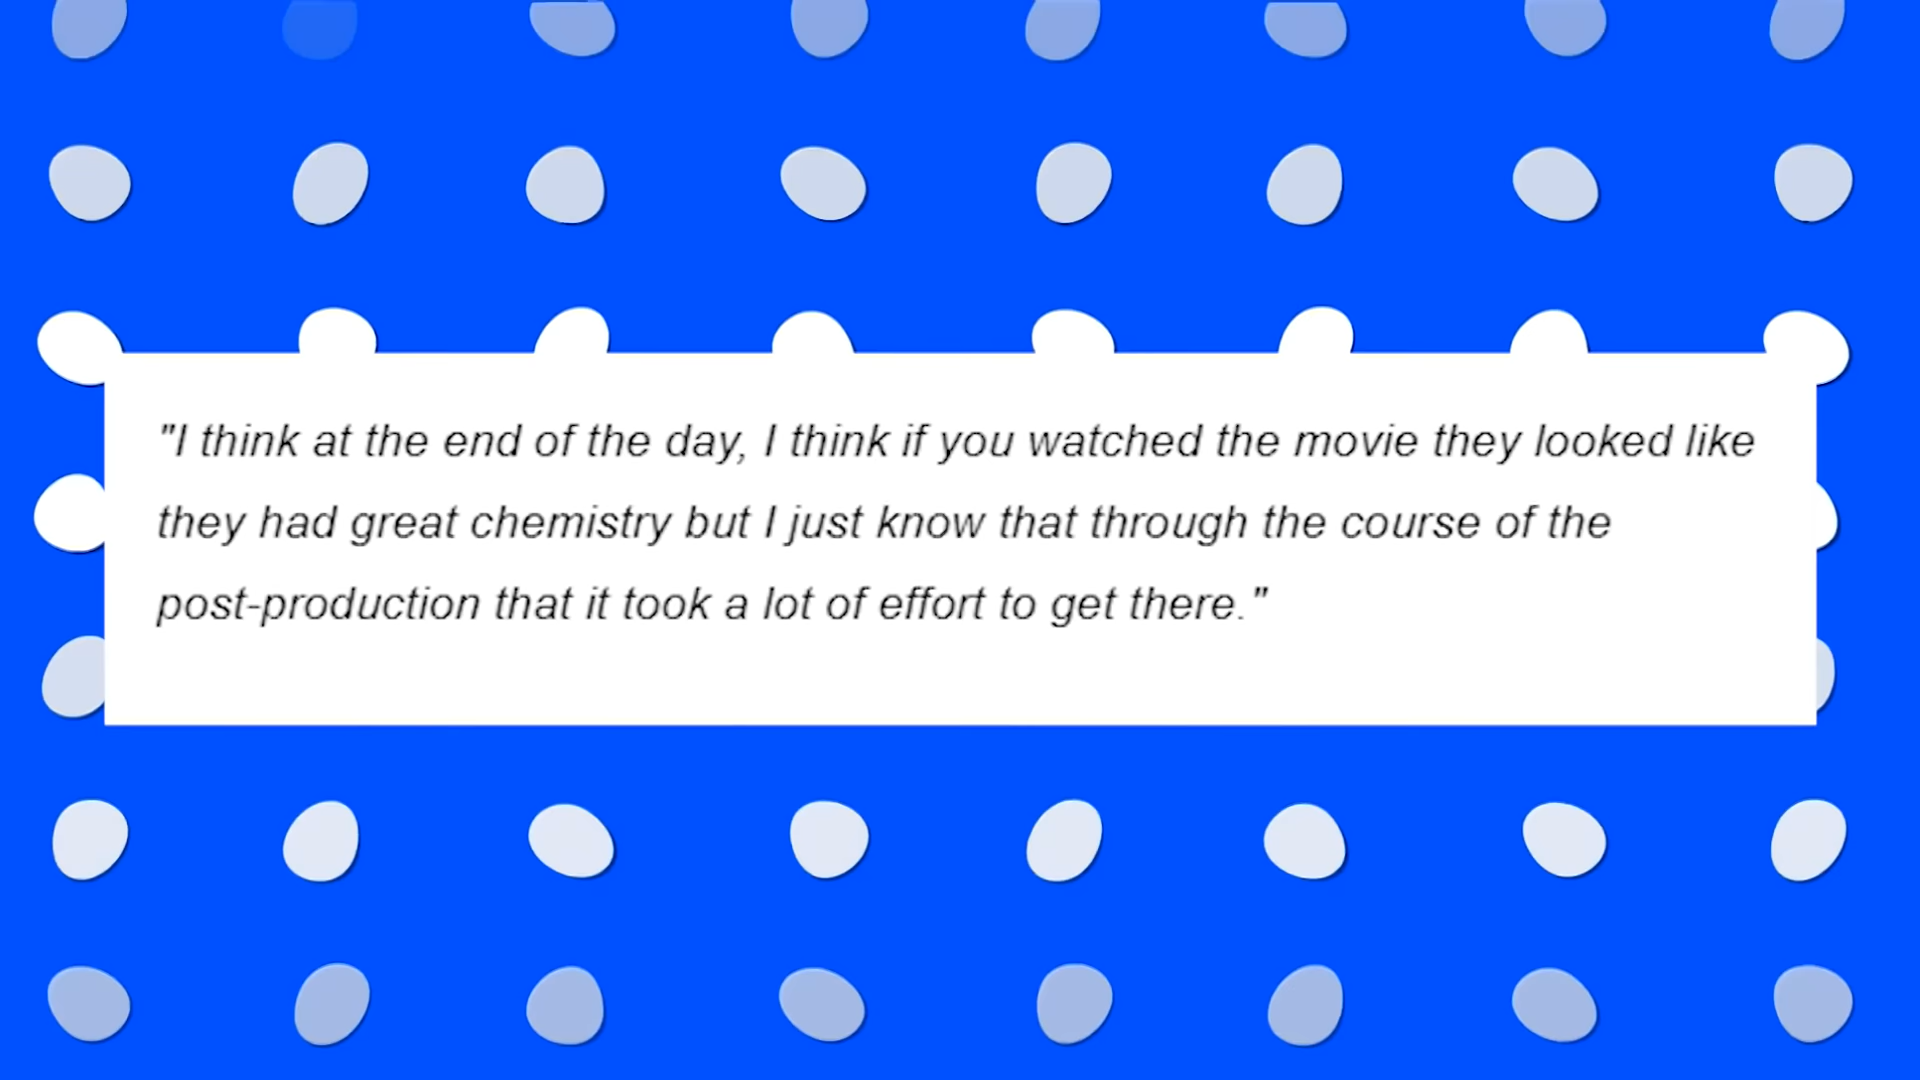 "I think at the end of the day, I think if you watched the movie they looked like
they had great chemistry but I just know that through the course of the
post-production that it took a lot of effort to get there."